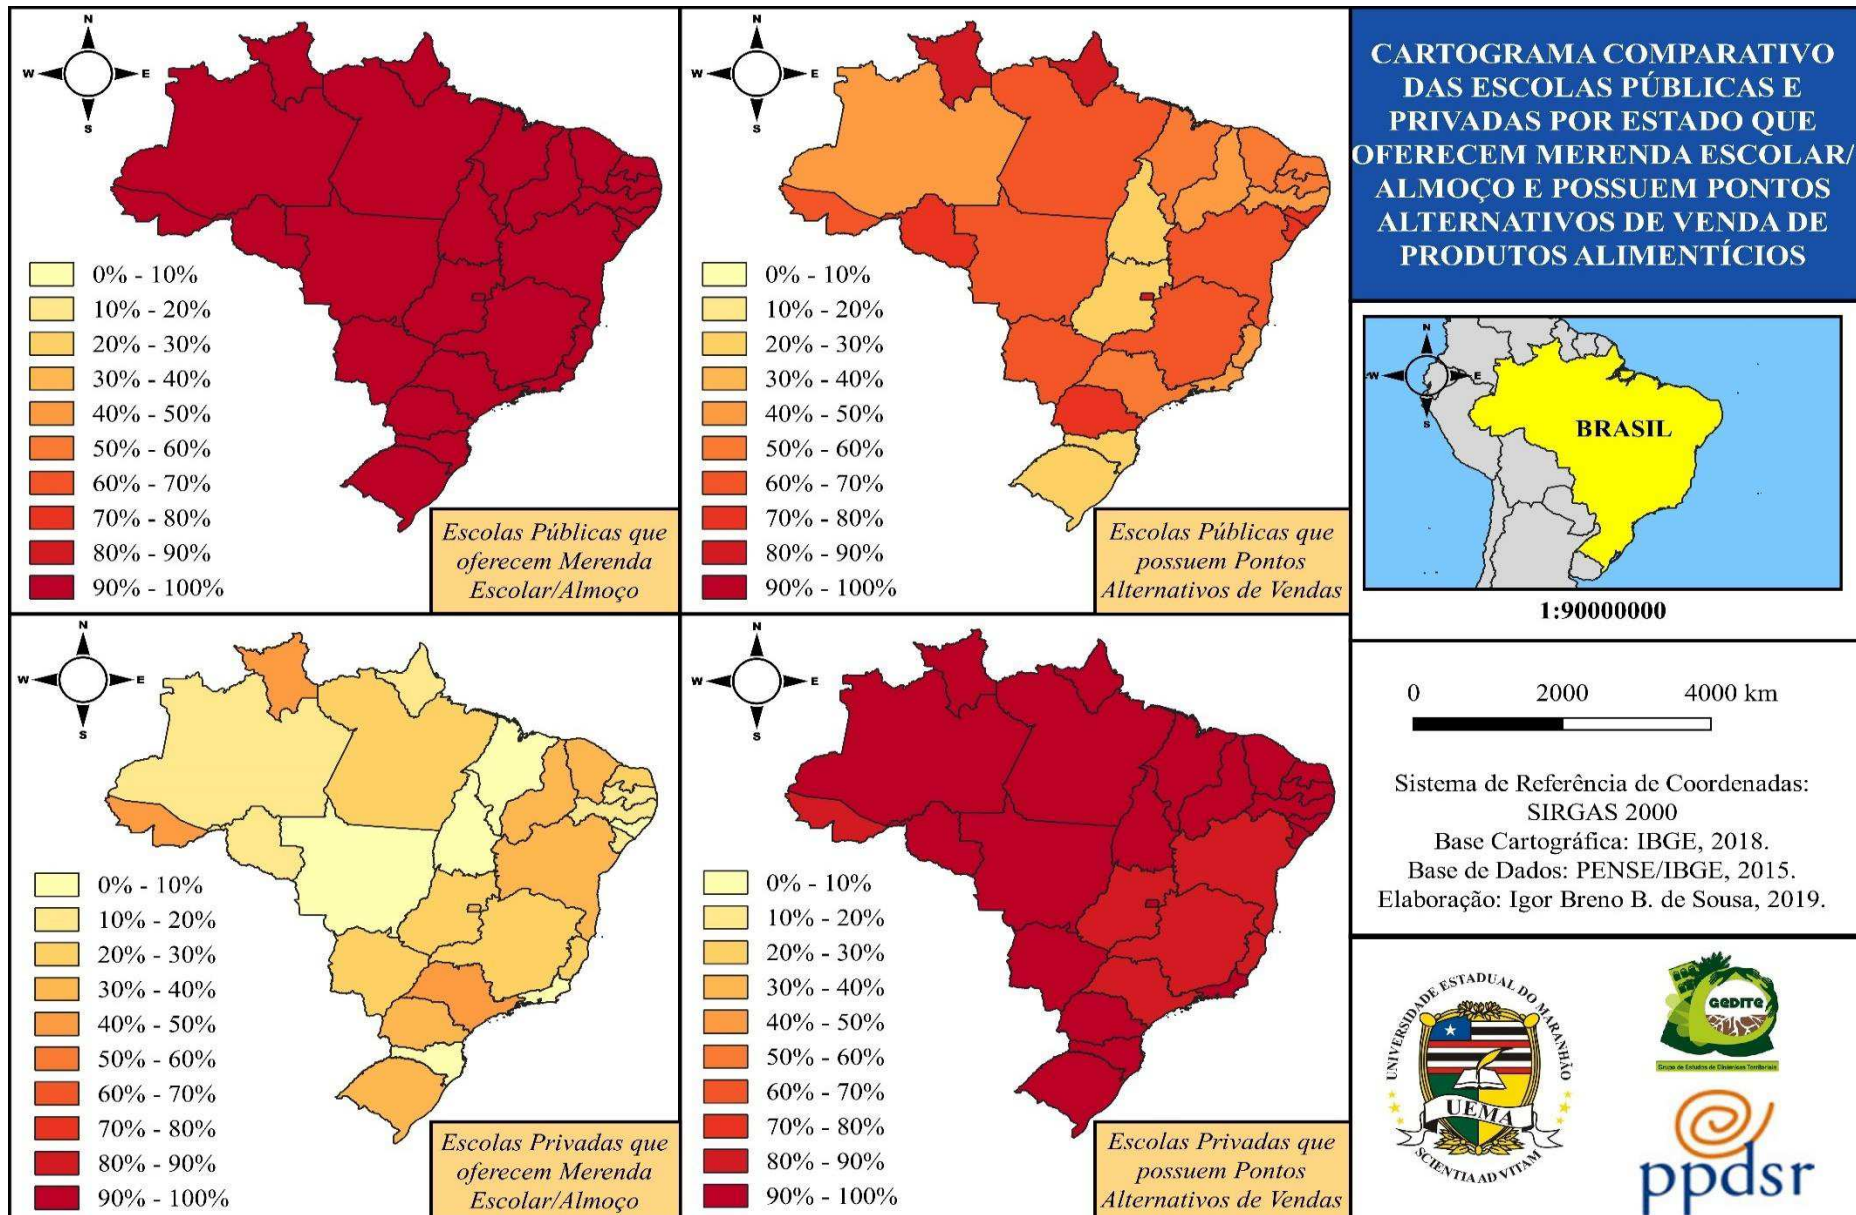 N
W
E
S
0% - 10%
10% - 20%
20% - 30%
30% - 40%
40% - 50%
50% - 60%
60% - 70%
70% - 80%
80% - 90%
90% - 100%
Escolas Públicas que
oferecem Merenda
Escolar/Almoço
N
W
E
S
0% - 10%
10% - 20%
20% - 30%
30% - 40%
40% - 50%
50% - 60%
60% - 70%
70% - 80%
80% - 90%
90% - 100%
Escolas Públicas que
possuem Pontos
Alternativos de Vendas
N
W
E
S
0% - 10%
10% - 20%
20% - 30%
30% - 40%
40% - 50%
50% - 60%
60% - 70%
70% - 80%
80% - 90%
90% - 100%
Escolas Privadas que
oferecem Merenda
Escolar/Almoço
N
W
E
S
0% - 10%
10% - 20%
20% - 30%
30% - 40%
40% - 50%
50% - 60%
60% - 70%
70% - 80%
80% - 90%
90% - 100%
Escolas Privadas que
possuem Pontos
Alternativos de Vendas
CARTOGRAMA COMPARATIVO
DAS ESCOLAS PÚBLICAS E
PRIVADAS POR ESTADO QUE
OFERECEM MERENDA ESCOLAR/
ALMOÇO E POSSUEM PONTOS
ALTERNATIVOS DE VENDA DE
PRODUTOS ALIMENTÍCIOS
N
W
E
S
BRASIL
1:90000000
0 2000 4000 km
Sistema de Referência de Coordenadas:
SIRGAS 2000
Base Cartográfica: IBGE, 2018.
Base de Dados: PENSE/IBGE, 2015.
Elaboração: Igor Breno B. de Sousa, 2019.
UNIVERSIDADE ESTADUAL DO MARANHÃO
UEMA
SCIENTIA AD VITAM
GEDITE
Grupo de Estudos de Dinâmicas Territoriais
ppdsr